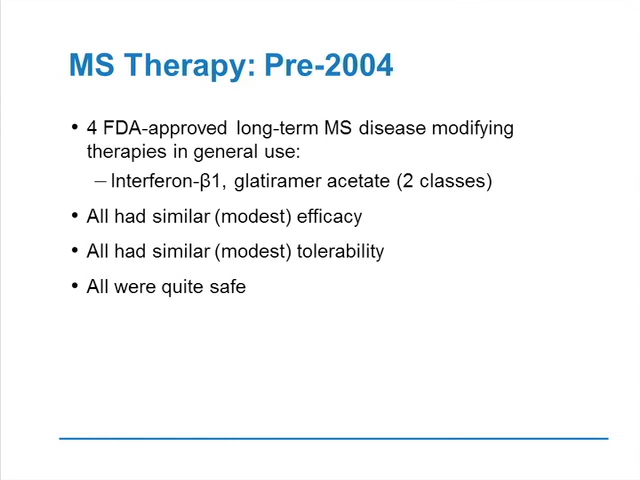 MS Therapy: Pre-2004
• 4 FDA-approved long-term MS disease modifying
therapies in general use:
– Interferon-β1, glatiramer acetate (2 classes)
• All had similar (modest) efficacy
• All had similar (modest) tolerability
• All were quite safe